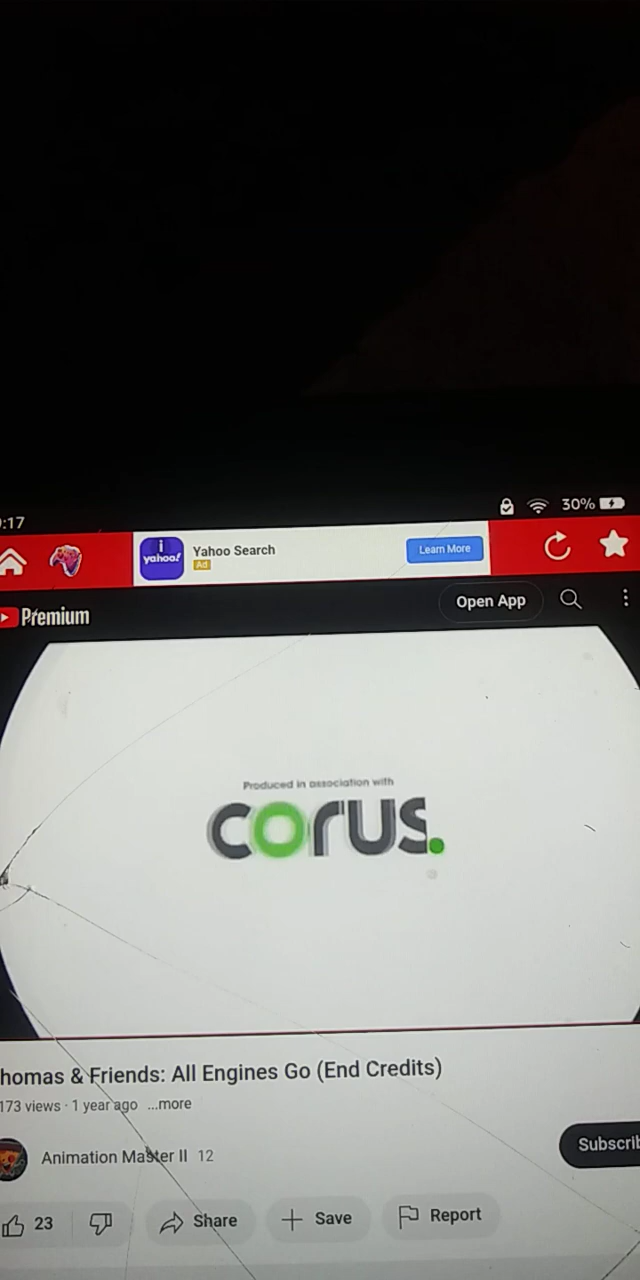 :17
30%
yahoo!
Yahoo Search
Ad
Learn More
Premium
Open App
Produced in association with
corus.
homas & Friends: All Engines Go (End Credits)
173 views · 1 year ago ...more
Animation Master II 12
Subscrib
23
Share
Save
Report